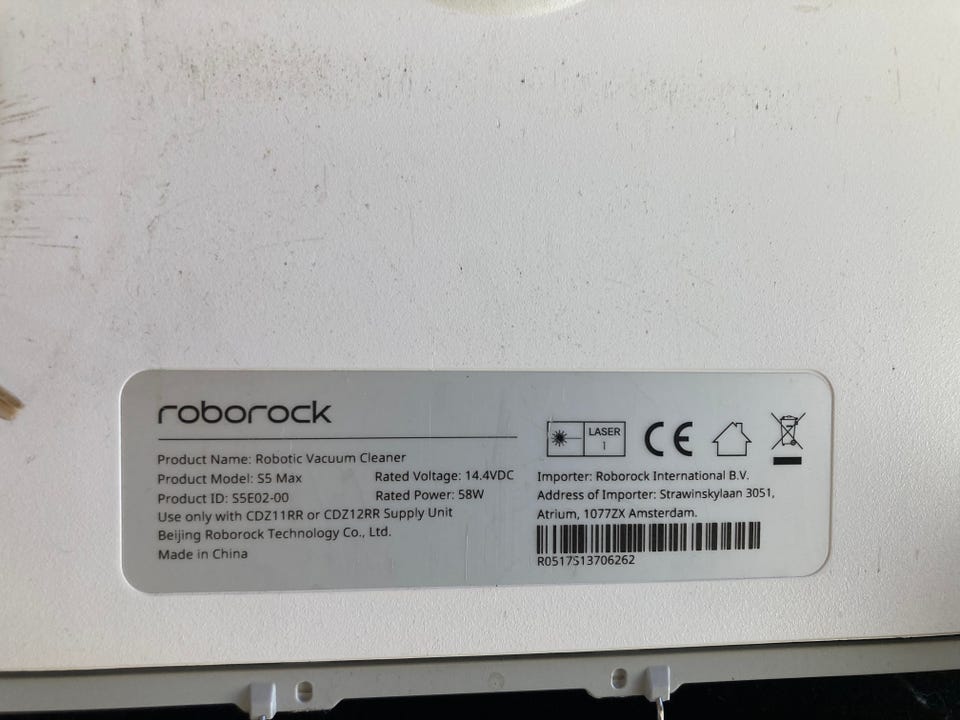 roborock
Product Name: Robotic Vacuum Cleaner
Product Model: S5 Max
Rated Voltage: 14.4VDC
Product ID: S5E02-00
Rated Power: 58W
Use only with CDZ11RR or CDZ12RR Supply Unit
Beijing Roborock Technology Co., Ltd.
Made in China
LASER
1
CE
Importer: Roborock International B.V.
Address of Importer: Strawinskylaan 3051,
Atrium, 1077ZX Amsterdam.
R0517S13706262